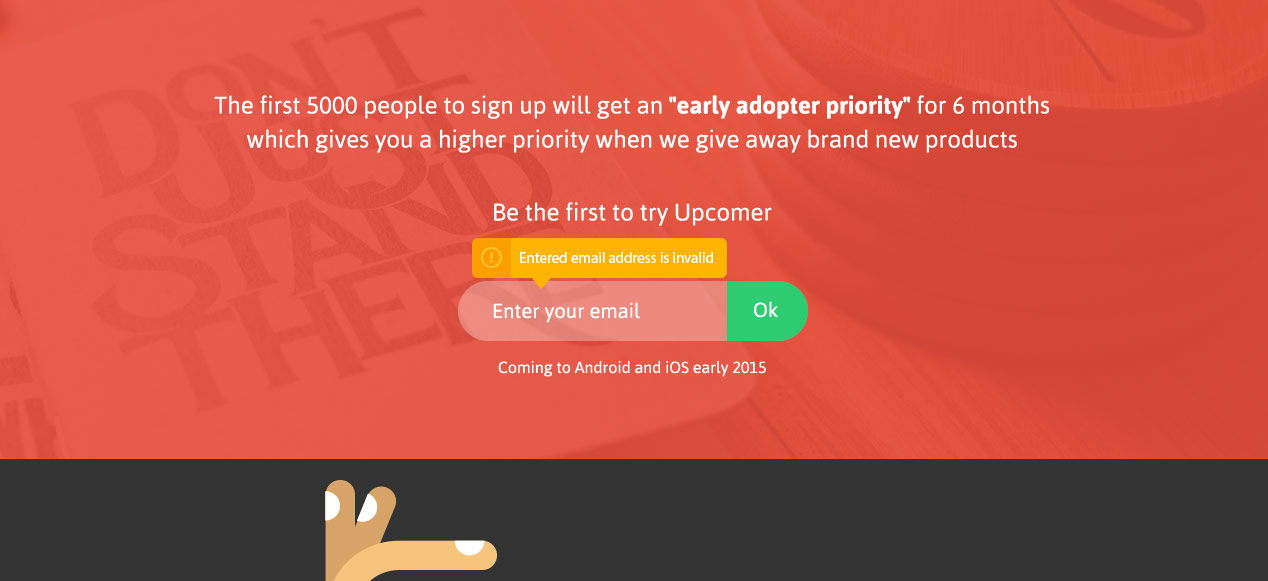 The first 5000 people to sign up will get an "early adopter priority" for 6 months
which gives you a higher priority when we give away brand new products
Be the first to try Upcomer
Entered email address is invalid
Enter your email
Ok
Coming to Android and iOS early 2015
DON'T
JUST
STAND
THERE